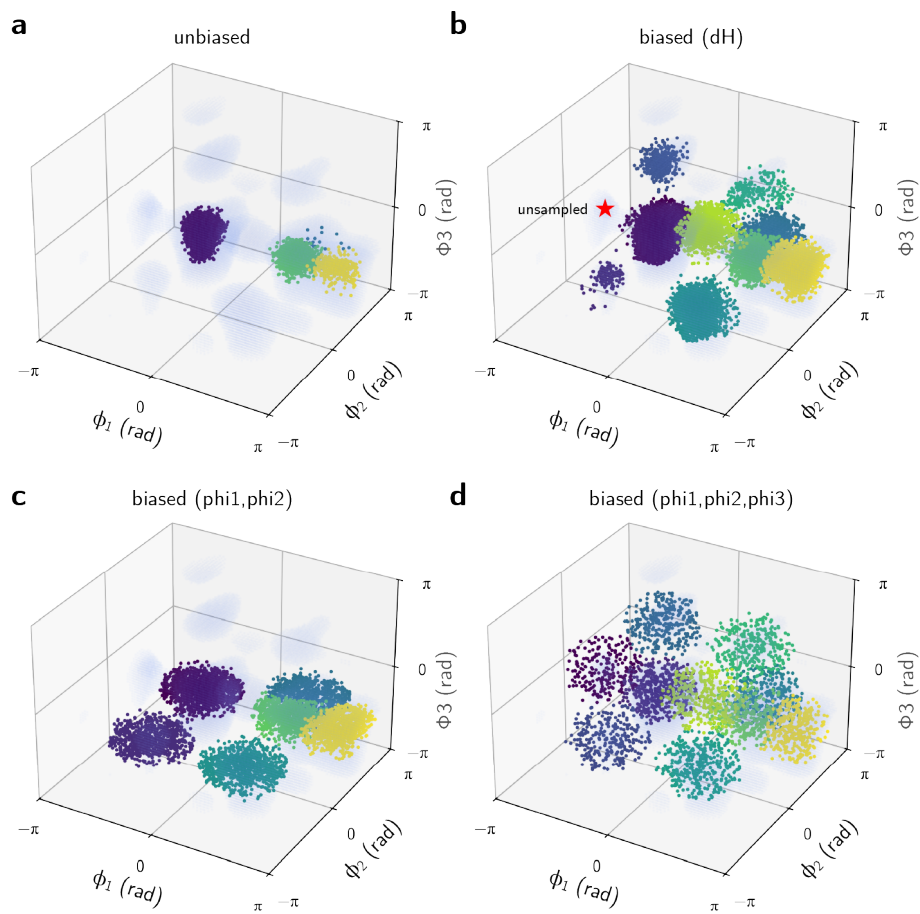 a
unbiased
π
0
−π
Φ3 (rad)
π
0
ϕ2 (rad)
−π
−π
0
π
ϕ1 (rad)
b
biased (dH)
unsampled
π
0
−π
Φ3 (rad)
π
0
ϕ2 (rad)
−π
−π
0
π
ϕ1 (rad)
c
biased (phi1,phi2)
π
0
−π
Φ3 (rad)
π
0
ϕ2 (rad)
−π
−π
0
π
ϕ1 (rad)
d
biased (phi1,phi2,phi3)
π
0
−π
Φ3 (rad)
π
0
ϕ2 (rad)
−π
−π
0
π
ϕ1 (rad)